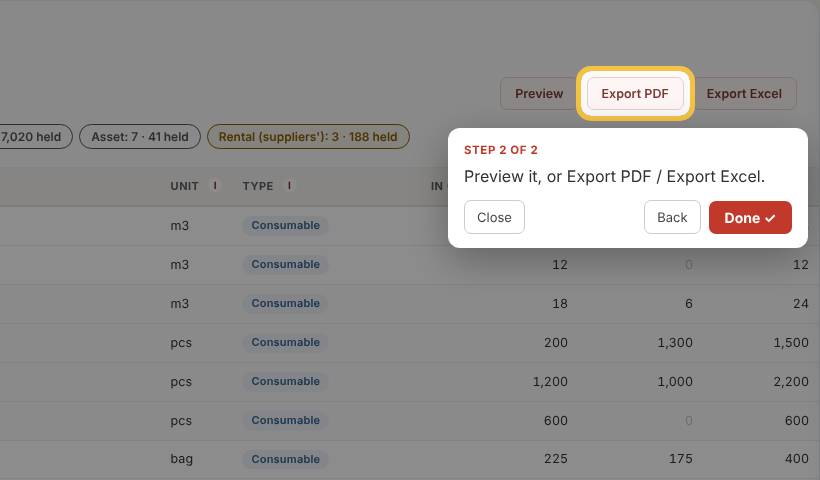 Preview Export PDF Export Excel
7,020 held Asset: 7 · 41 held Rental (suppliers'): 3 · 188 held
STEP 2 OF 2
Preview it, or Export PDF / Export Excel.
Close Back Done ✓
UNIT I TYPE I IN
m3 Consumable
m3 Consumable 12 0 12
m3 Consumable 18 6 24
pcs Consumable 200 1,300 1,500
pcs Consumable 1,200 1,000 2,200
pcs Consumable 600 0 600
bag Consumable 225 175 400